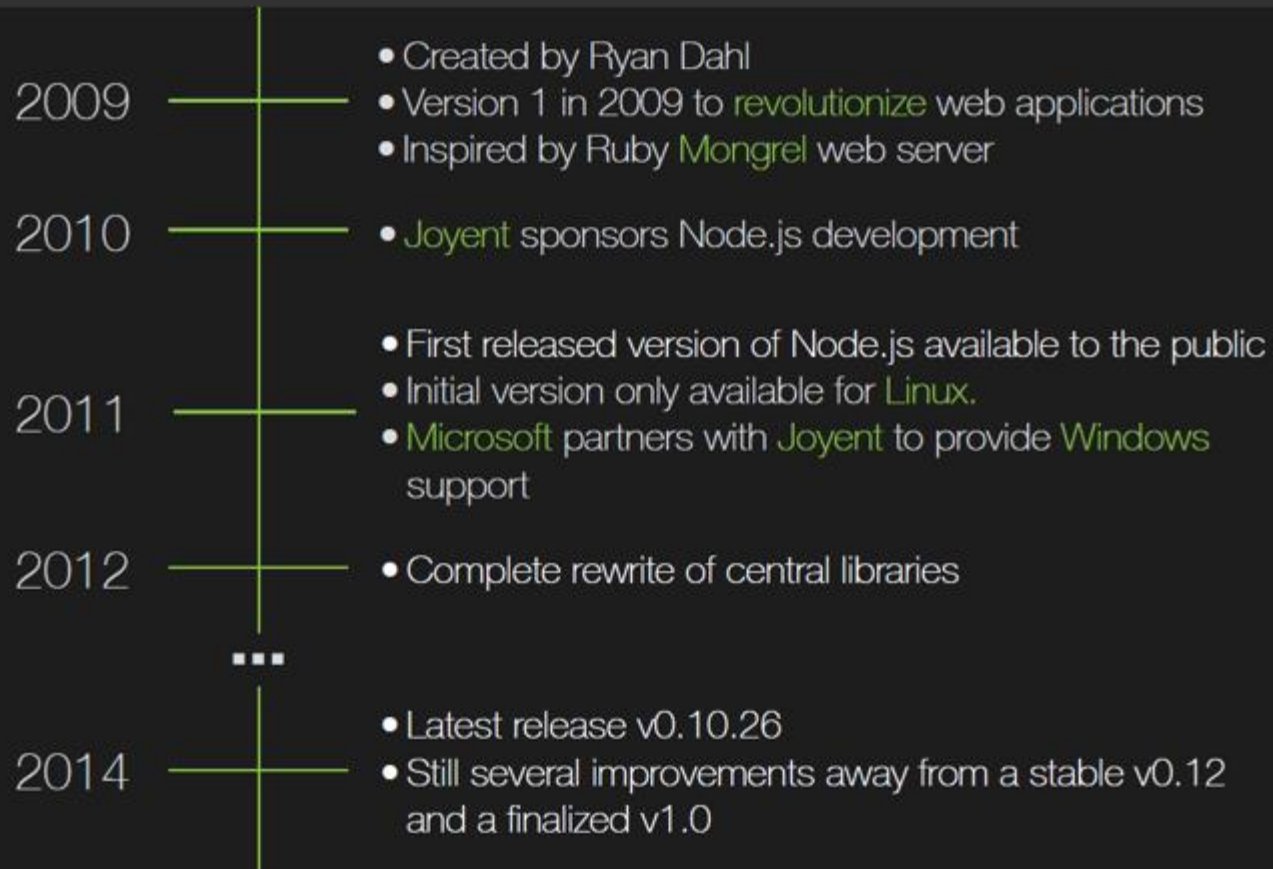 2009
• Created by Ryan Dahl
• Version 1 in 2009 to revolutionize web applications
• Inspired by Ruby Mongrel web server
2010
• Joyent sponsors Node.js development
2011
• First released version of Node.js available to the public
• Initial version only available for Linux.
• Microsoft partners with Joyent to provide Windows
support
2012
• Complete rewrite of central libraries
...
2014
• Latest release v0.10.26
• Still several improvements away from a stable v0.12
and a finalized v1.0